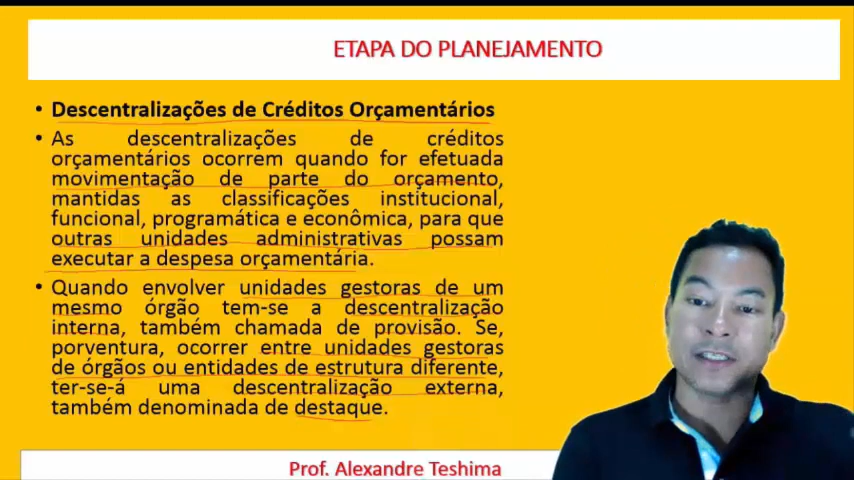 ETAPA DO PLANEJAMENTO
• Descentralizações de Créditos Orçamentários
• As descentralizações de créditos
orçamentários ocorrem quando for efetuada
movimentação de parte do orçamento,
mantidas as classificações institucional,
funcional, programática e econômica, para que
outras unidades administrativas possam
executar a despesa orçamentária.
• Quando envolver unidades gestoras de um
mesmo órgão tem-se a descentralização
interna, também chamada de provisão. Se,
porventura, ocorrer entre unidades gestoras
de órgãos ou entidades de estrutura diferente,
ter-se-á uma descentralização externa,
também denominada de destaque.
Prof. Alexandre Teshima